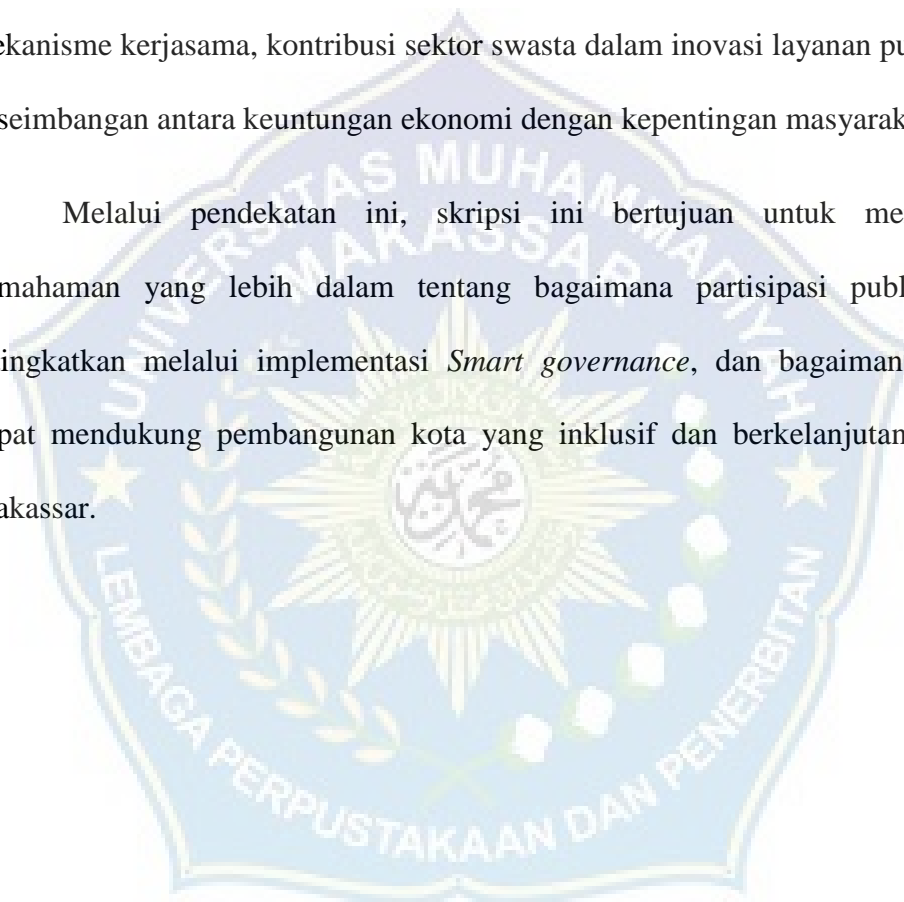 ekanisme kerjasama, kontribusi sektor swasta dalam inovasi layanan pu
seimbangan antara keuntungan ekonomi dengan kepentingan masyarak
Melalui pendekatan ini, skripsi ini bertujuan untuk me
mahaman yang lebih dalam tentang bagaimana partisipasi publ
ingkatkan melalui implementasi Smart governance, dan bagaiman
pat mendukung pembangunan kota yang inklusif dan berkelanjutan
akassar.
UNIVERSITAS MUHAMMADIYAH
MAKASSAR
LEMBAGA PERPUSTAKAAN DAN PENERBITAN